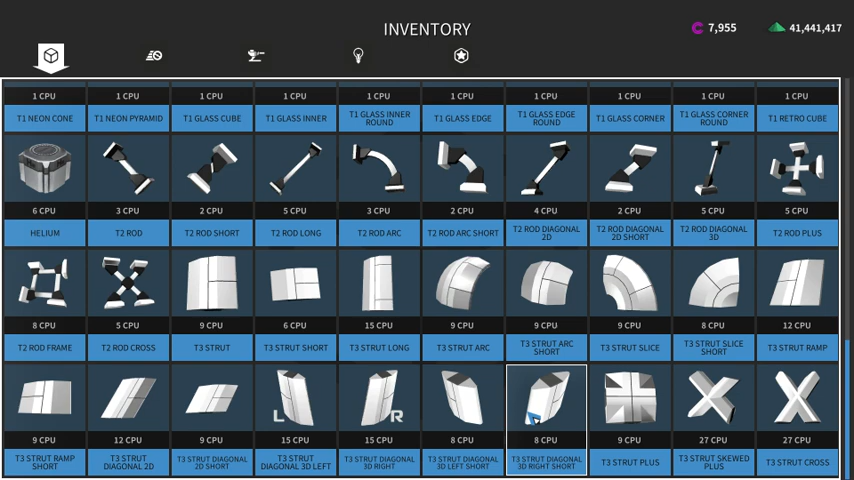 INVENTORY
7,955
41,441,417
1 CPU 1 CPU 1 CPU 1 CPU 1 CPU 1 CPU 1 CPU 1 CPU 1 CPU 1 CPU
T1 NEON CONE
T1 NEON PYRAMID
T1 GLASS CUBE
T1 GLASS INNER
T1 GLASS INNER
ROUND
T1 GLASS EDGE
T1 GLASS EDGE
ROUND
T1 GLASS CORNER
T1 GLASS CORNER
ROUND
T1 RETRO CUBE
6 CPU 3 CPU 2 CPU 5 CPU 3 CPU 2 CPU 4 CPU 2 CPU 5 CPU 5 CPU
HELIUM
T2 ROD
T2 ROD SHORT
T2 ROD LONG
T2 ROD ARC
T2 ROD ARC SHORT
T2 ROD DIAGONAL
2D
T2 ROD DIAGONAL
2D SHORT
T2 ROD DIAGONAL
3D
T2 ROD PLUS
8 CPU 5 CPU 9 CPU 6 CPU 15 CPU 9 CPU 9 CPU 9 CPU 8 CPU 12 CPU
T2 ROD FRAME
T2 ROD CROSS
T3 STRUT
T3 STRUT SHORT
T3 STRUT LONG
T3 STRUT ARC
T3 STRUT ARC
SHORT
T3 STRUT SLICE
T3 STRUT SLICE
SHORT
T3 STRUT RAMP
L R
9 CPU 12 CPU 9 CPU 15 CPU 15 CPU 8 CPU 8 CPU 9 CPU 27 CPU 27 CPU
T3 STRUT RAMP
SHORT
T3 STRUT
DIAGONAL 2D
T3 STRUT DIAGONAL
2D SHORT
T3 STRUT
DIAGONAL 3D LEFT
T3 STRUT DIAGONAL
3D RIGHT
T3 STRUT DIAGONAL
3D LEFT SHORT
T3 STRUT DIAGONAL
3D RIGHT SHORT
T3 STRUT PLUS
T3 STRUT SKEWED
PLUS
T3 STRUT CROSS